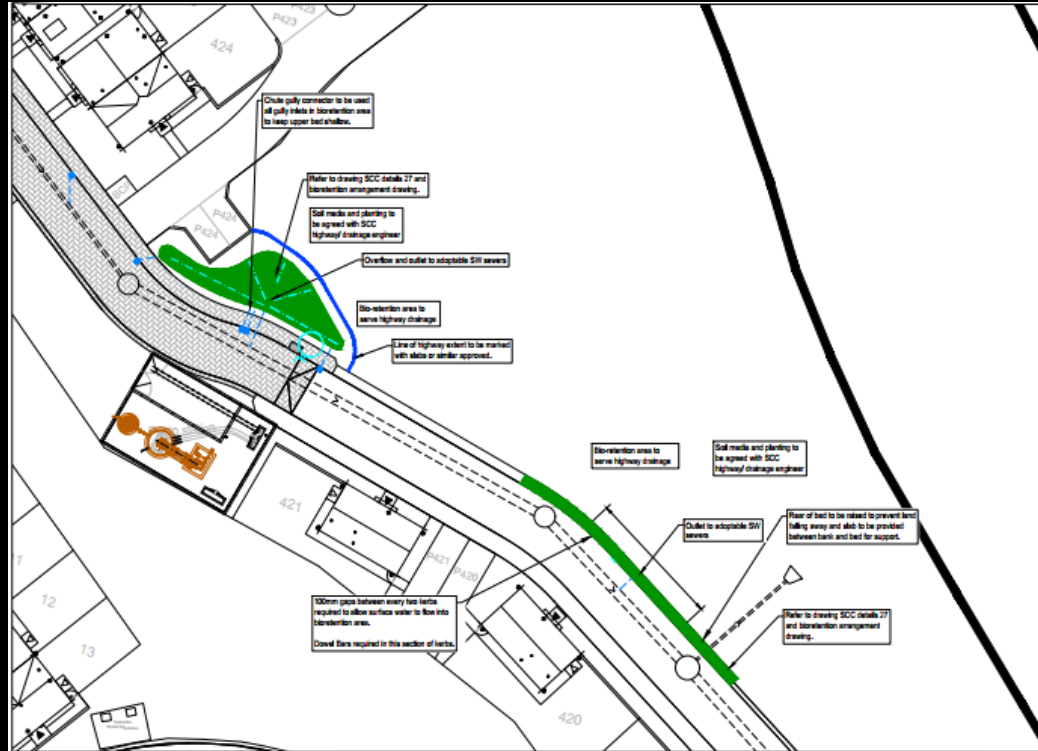 P423
P423
424
Chute gully connector to be used
all gully inlets in bioretention area
to keep upper bed shallow.
Refer to drawing SCC details 27 and
bioretention arrangement drawing.
BCP
P424
P424
Soil media and planting to
be agreed with SCC
highway/ drainage engineer
Overflow and outlet to adoptable SW sewers
Bio-retention area to
serve highway drainage
Line of highway extent to be marked
with slabs or similar approved.
Bio-retention area to
serve highway drainage
Soil media and planting to
be agreed with SCC
highway/ drainage engineer
421
Rear of bed to be raised to prevent land
falling away and slab to be provided
between bank and bed for support.
Outlet to adoptable SW
sewers
11
P421
P420
12
100mm gaps between every two kerbs
required to allow surface water to flow into
bioretention area.
Dowel Bars required in this section of kerbs.
Refer to drawing SCC details 27
and bioretention arrangement
drawing.
13
420